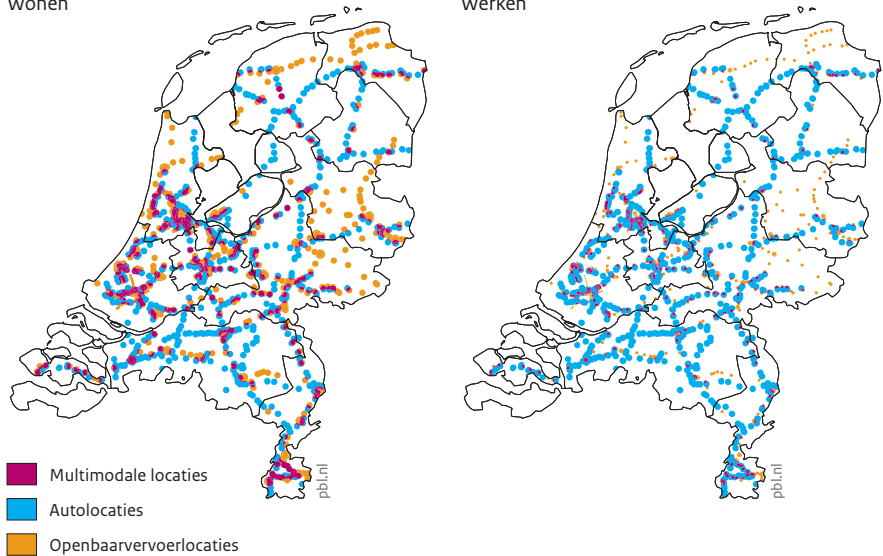 Wonen
Werken
pbl.nl
pbl.nl
Multimodale locaties
Autolocaties
Openbaarvervoerlocaties